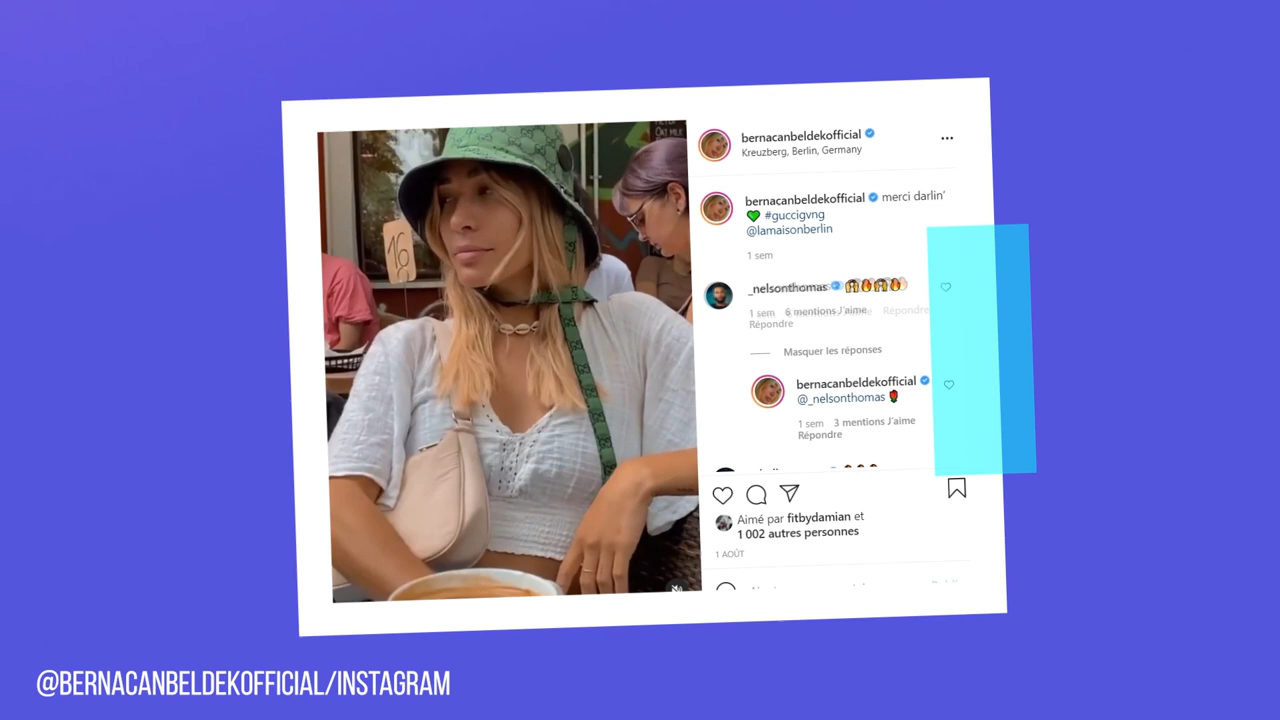 bernacanbeldekofficial
Kreuzberg, Berlin, Germany
bernacanbeldekofficial merci darlin'
💚 #guccigvng
@lamaisonberlin
1 sem
_nelsonthomas
1 sem 6 mentions J'aime Répondre
Répondre
Masquer les réponses
bernacanbeldekofficial
@_nelsonthomas 🌹
1 sem 3 mentions J'aime
Répondre
Aimé par fitbydamian et
1 002 autres personnes
1 AOÛT
16
@BERNACANBELDEKOFFICIAL/INSTAGRAM